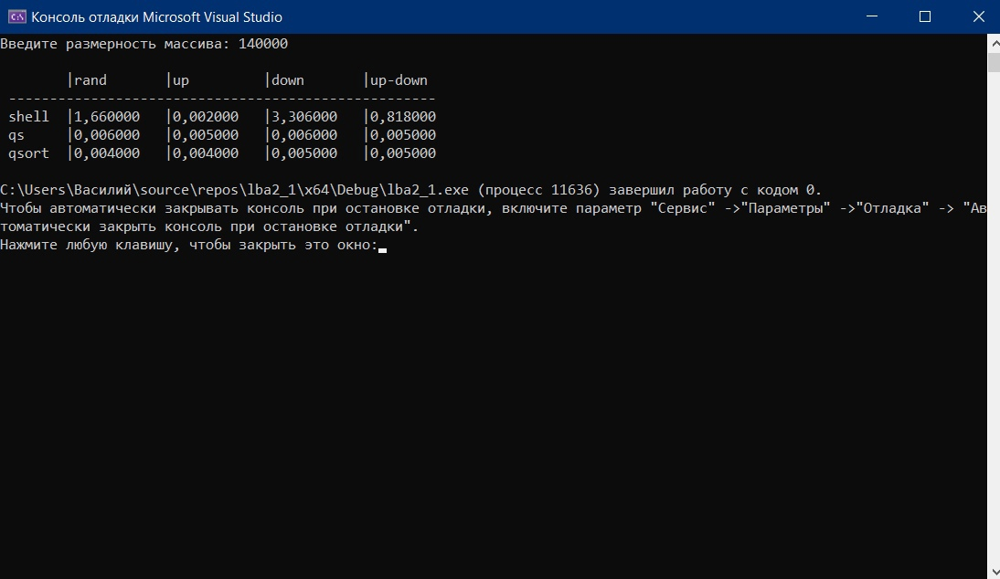 Консоль отладки Microsoft Visual Studio
Введите размерность массива: 140000
|rand |up |down |up-down
----------------------------------------------------
shell |1,660000 |0,002000 |3,306000 |0,818000
qs |0,006000 |0,005000 |0,006000 |0,005000
qsort |0,004000 |0,004000 |0,005000 |0,005000
C:\Users\Василий\source\repos\lba2_1\x64\Debug\lba2_1.exe (процесс 11636) завершил работу с кодом 0.
Чтобы автоматически закрывать консоль при остановке отладки, включите параметр "Сервис" ->"Параметры" ->"Отладка" -> "Ав
томатически закрыть консоль при остановке отладки".
Нажмите любую клавишу, чтобы закрыть это окно: